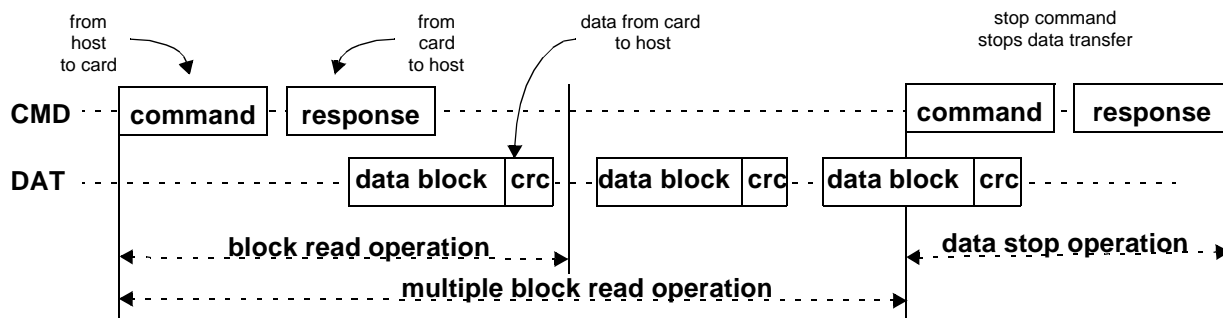 from
host
to card
from
card
to host
data from card
to host
stop command
stops data transfer
CMD
command
response
command
response
DAT
data block
crc
data block
crc
data block
crc
block read operation
data stop operation
multiple block read operation